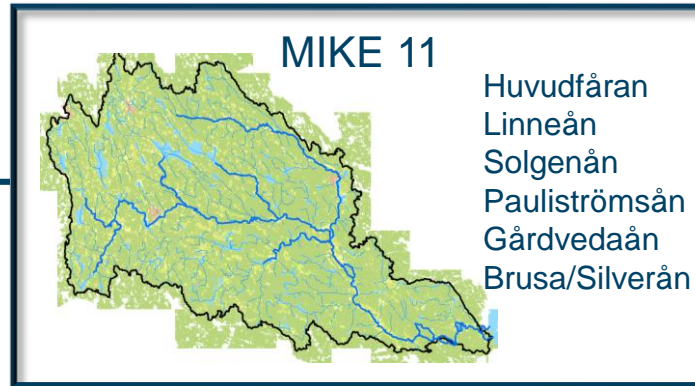 MIKE 11
Huvudfåran
Linneån
Solgenån
Pauliströmsån
Gårdvedaån
Brusa/Silverån